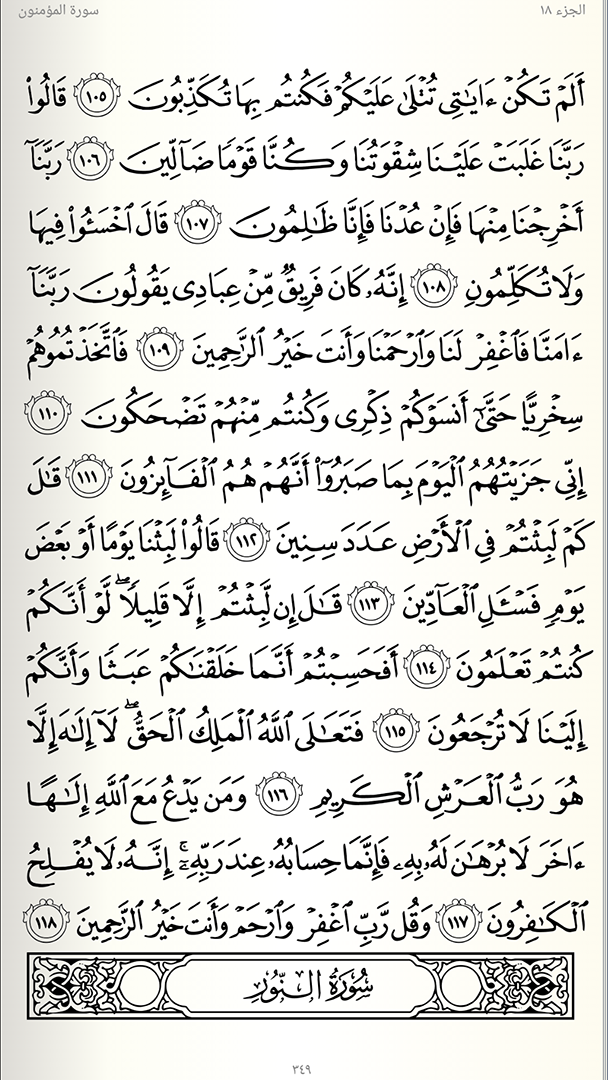 الجزء ١٨ سورة المؤمنون
أَلَمْ تَكُنْ ءَايَٰتِى تُتْلَىٰ عَلَيْكُمْ فَكُنتُم بِهَا تُكَذِّبُونَ ١٠٥ قَالُوا۟
رَبَّنَا غَلَبَتْ عَلَيْنَا شِقْوَتُنَا وَكُنَّا قَوْمًا ضَآلِّينَ ١٠٦ رَبَّنَآ
أَخْرِجْنَا مِنْهَا فَإِنْ عُدْنَا فَإِنَّا ظَٰلِمُونَ ١٠٧ قَالَ ٱخْسَـُٔوا۟ فِيهَا
وَلَا تُكَلِّمُونِ ١٠٨ إِنَّهُۥ كَانَ فَرِيقٌ مِّنْ عِبَادِى يَقُولُونَ رَبَّنَآ
ءَامَنَّا فَٱغْفِرْ لَنَا وَٱرْحَمْنَا وَأَنتَ خَيْرُ ٱلرَّٰحِمِينَ ١٠٩ فَٱتَّخَذْتُمُوهُمْ
سِخْرِيًّا حَتَّىٰٓ أَنسَوْكُمْ ذِكْرِى وَكُنتُم مِّنْهُمْ تَضْحَكُونَ ١١٠
إِنِّى جَزَيْتُهُمُ ٱلْيَوْمَ بِمَا صَبَرُوٓا۟ أَنَّهُمْ هُمُ ٱلْفَآئِزُونَ ١١١ قَٰلَ
كَمْ لَبِثْتُمْ فِى ٱلْأَرْضِ عَدَدَ سِنِينَ ١١٢ قَالُوا۟ لَبِثْنَا يَوْمًا أَوْ بَعْضَ
يَوْمٍ فَسْـَٔلِ ٱلْعَآدِّينَ ١١٣ قَٰلَ إِن لَّبِثْتُمْ إِلَّا قَلِيلًا ۖ لَّوْ أَنَّكُمْ
كُنتُمْ تَعْلَمُونَ ١١٤ أَفَحَسِبْتُمْ أَنَّمَا خَلَقْنَٰكُمْ عَبَثًا وَأَنَّكُمْ
إِلَيْنَا لَا تُرْجَعُونَ ١١٥ فَتَعَٰلَى ٱللَّهُ ٱلْمَلِكُ ٱلْحَقُّ ۖ لَآ إِلَٰهَ إِلَّا
هُوَ رَبُّ ٱلْعَرْشِ ٱلْكَرِيمِ ١١٦ وَمَن يَدْعُ مَعَ ٱللَّهِ إِلَٰهًا
ءَاخَرَ لَا بُرْهَٰنَ لَهُۥ بِهِۦ فَإِنَّمَا حِسَابُهُۥ عِندَ رَبِّهِۦٓ ۚ إِنَّهُۥ لَا يُفْلِحُ
ٱلْكَٰفِرُونَ ١١٧ وَقُل رَّبِّ ٱغْفِرْ وَٱرْحَمْ وَأَنتَ خَيْرُ ٱلرَّٰحِمِينَ ١١٨
سُورَةُ النُّورِ
٣٤٩